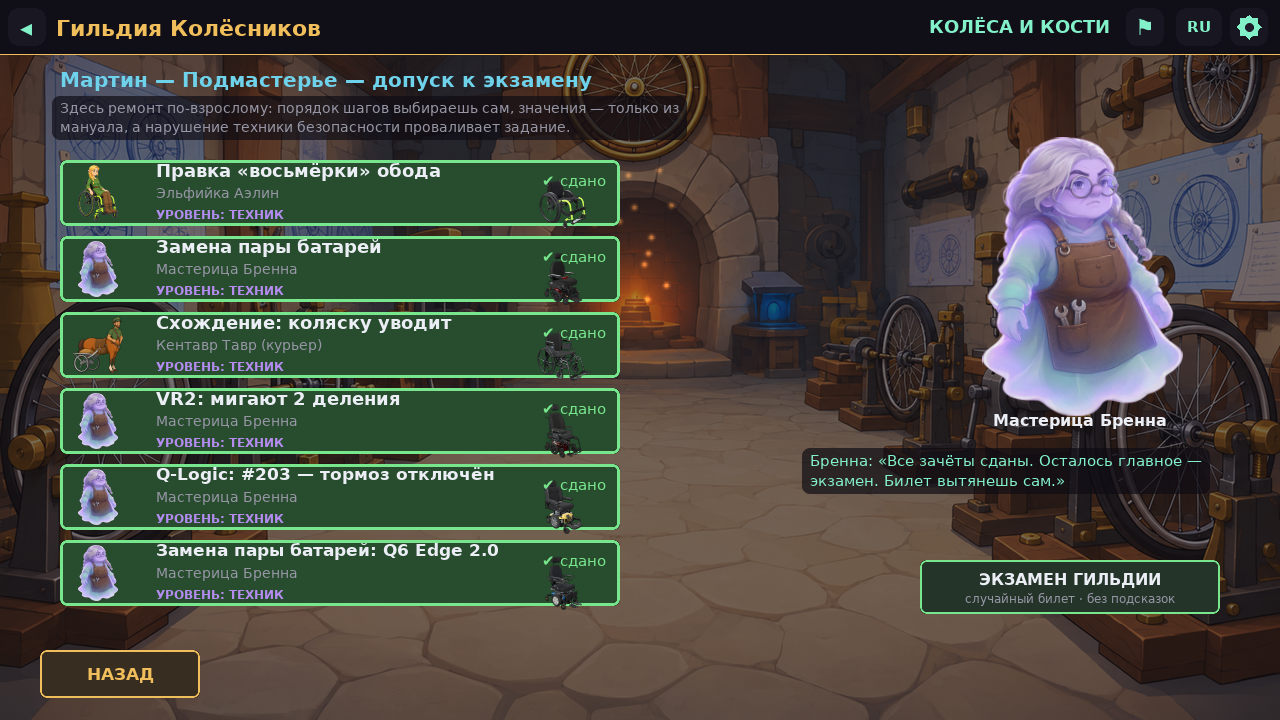 ◀ Гильдия Колёсников
КОЛЁСА И КОСТИ
RU
Мартин — Подмастерье — допуск к экзамену
Здесь ремонт по-взрослому: порядок шагов выбираешь сам, значения — только из
мануала, а нарушение техники безопасности проваливает задание.
Правка «восьмёрки» обода
Эльфийка Аэлин
УРОВЕНЬ: ТЕХНИК
✔ сдано
Замена пары батарей
Мастерица Бренна
УРОВЕНЬ: ТЕХНИК
✔ сдано
Схождение: коляску уводит
Кентавр Тавр (курьер)
УРОВЕНЬ: ТЕХНИК
✔ сдано
VR2: мигают 2 деления
Мастерица Бренна
УРОВЕНЬ: ТЕХНИК
✔ сдано
Q-Logic: #203 — тормоз отключён
Мастерица Бренна
УРОВЕНЬ: ТЕХНИК
✔ сдано
Замена пары батарей: Q6 Edge 2.0
Мастерица Бренна
УРОВЕНЬ: ТЕХНИК
✔ сдано
Мастерица Бренна
Бренна: «Все зачёты сданы. Осталось главное —
экзамен. Билет вытянешь сам.»
ЭКЗАМЕН ГИЛЬДИИ
случайный билет · без подсказок
НАЗАД